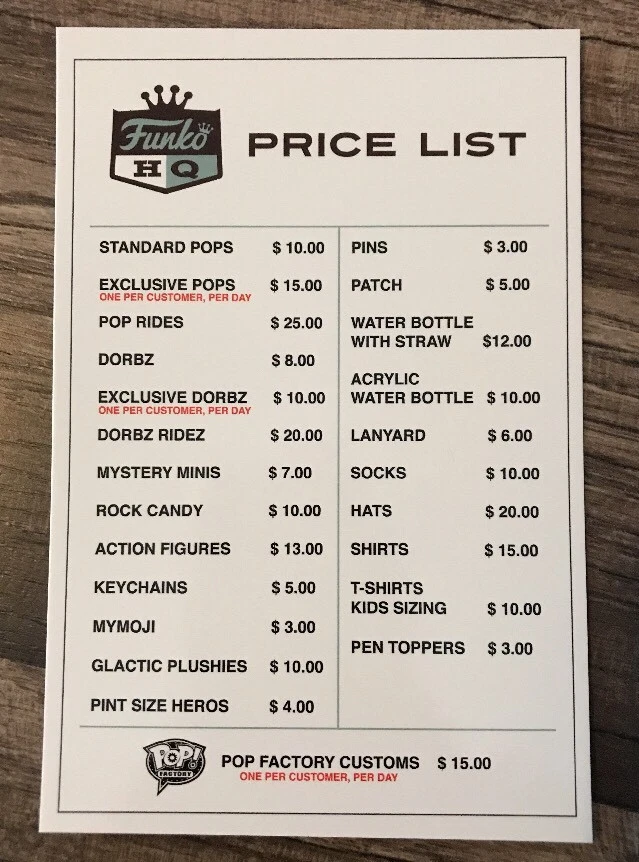 Funko
HQ
PRICE LIST
STANDARD POPS $ 10.00
EXCLUSIVE POPS $ 15.00
ONE PER CUSTOMER, PER DAY
POP RIDES $ 25.00
DORBZ $ 8.00
EXCLUSIVE DORBZ $ 10.00
ONE PER CUSTOMER, PER DAY
DORBZ RIDEZ $ 20.00
MYSTERY MINIS $ 7.00
ROCK CANDY $ 10.00
ACTION FIGURES $ 13.00
KEYCHAINS $ 5.00
MYMOJI $ 3.00
GLACTIC PLUSHIES $ 10.00
PINT SIZE HEROS $ 4.00
PINS $ 3.00
PATCH $ 5.00
WATER BOTTLE
WITH STRAW $12.00
ACRYLIC
WATER BOTTLE $ 10.00
LANYARD $ 6.00
SOCKS $ 10.00
HATS $ 20.00
SHIRTS $ 15.00
T-SHIRTS
KIDS SIZING $ 10.00
PEN TOPPERS $ 3.00
POP!
FACTORY
POP FACTORY CUSTOMS $ 15.00
ONE PER CUSTOMER, PER DAY